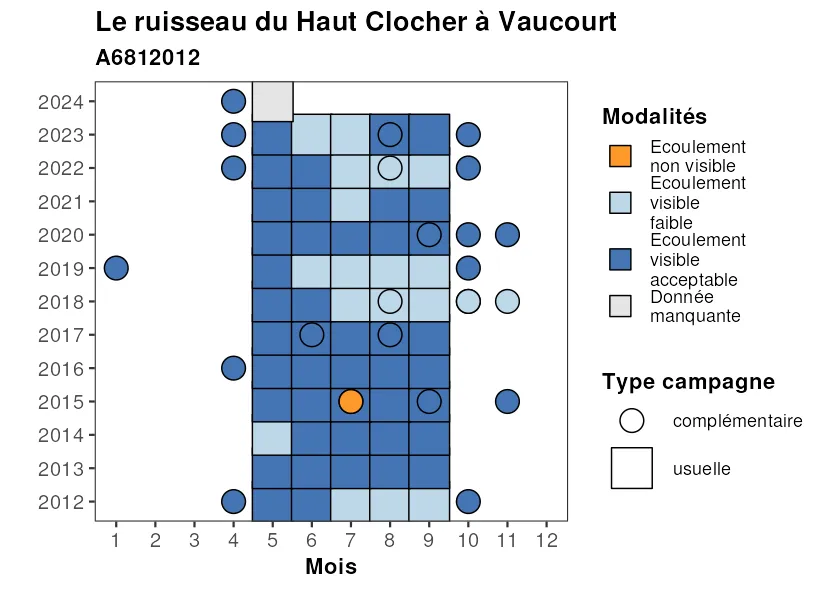 Le ruisseau du Haut Clocher à Vaucourt
A6812012
2024
2023
2022
2021
2020
2019
2018
2017
2016
2015
2014
2013
2012
1 2 3 4 5 6 7 8 9 10 11 12
Mois
Modalités
Ecoulement
non visible
Ecoulement
visible
faible
Ecoulement
visible
acceptable
Donnée
manquante
Type campagne
complémentaire
usuelle